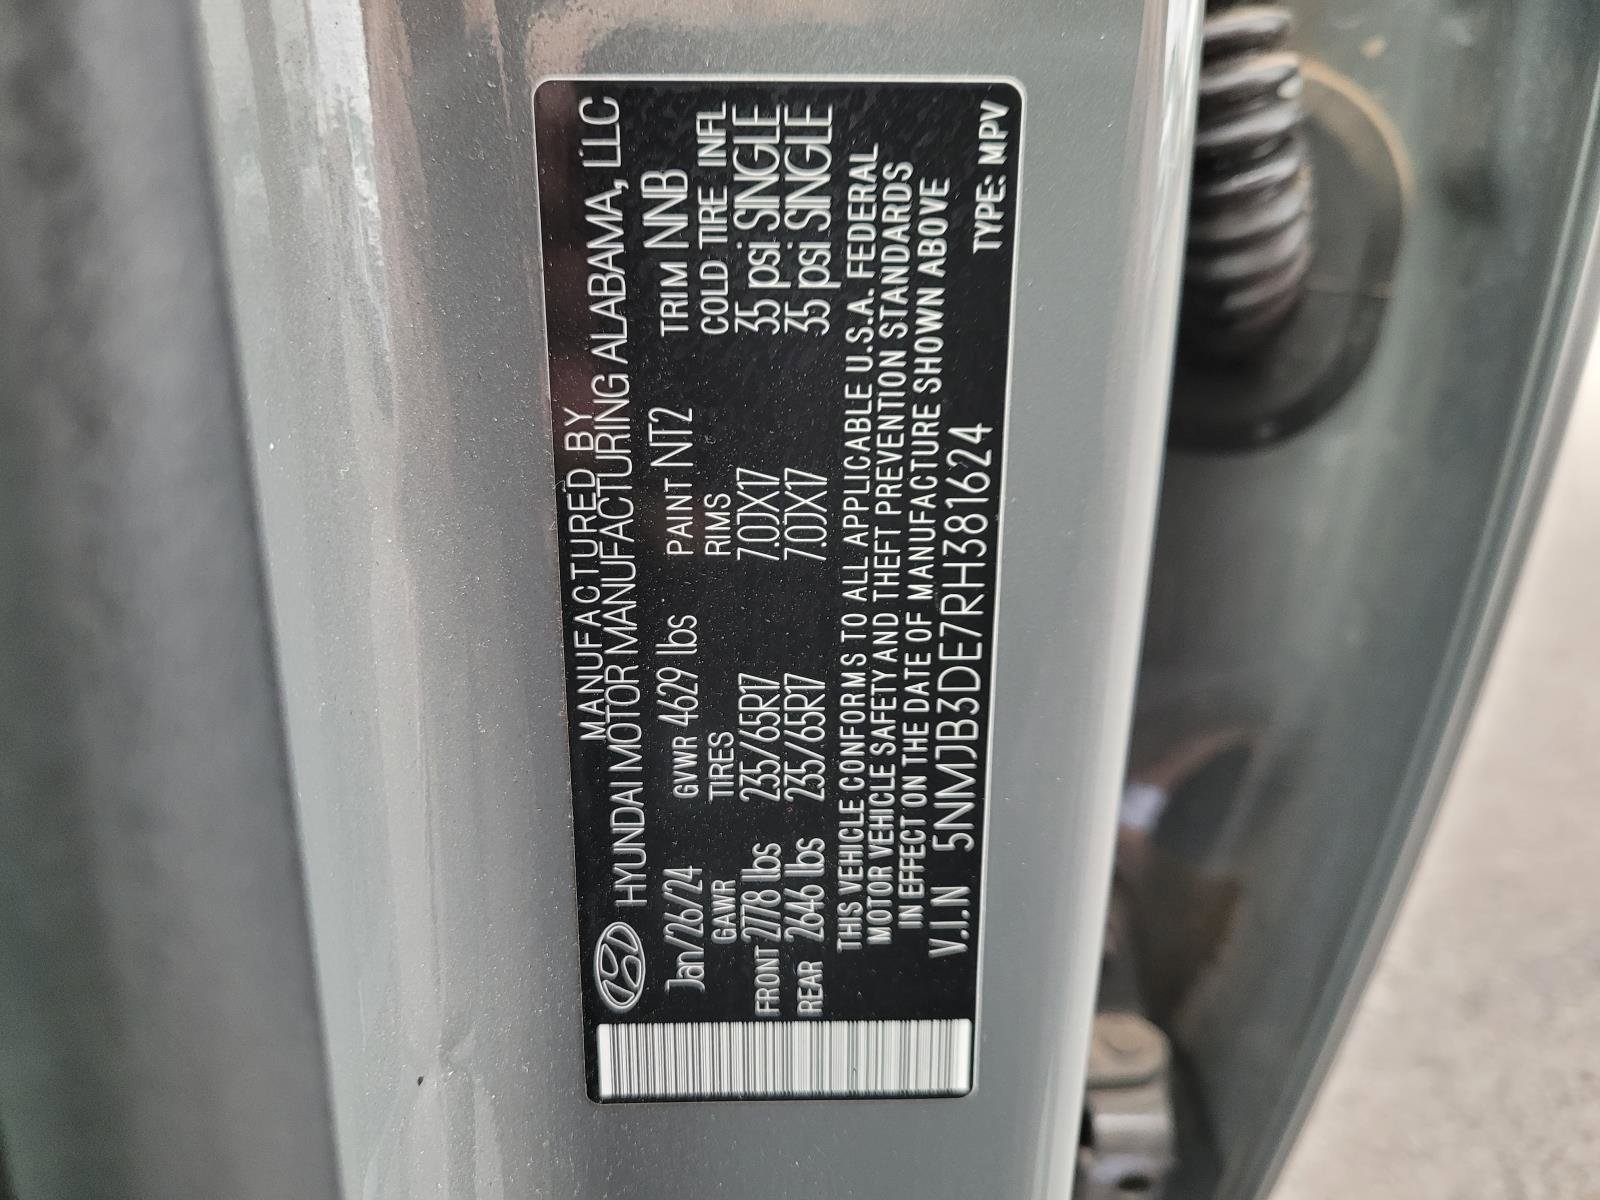 MANUFACTURED BY
HYUNDAI MOTOR MANUFACTURING ALABAMA, LLC
Jan/26/24 GVWR 4629 lbs PAINT NT2 TRIM NNB
GAWR TIRES RIMS COLD TIRE INFL
FRONT 2778 lbs 235/65R17 7.0JX17 35 psi SINGLE
REAR 2646 lbs 235/65R17 7.0JX17 35 psi SINGLE
THIS VEHICLE CONFORMS TO ALL APPLICABLE U.S.A. FEDERAL
MOTOR VEHICLE SAFETY AND THEFT PREVENTION STANDARDS
IN EFFECT ON THE DATE OF MANUFACTURE SHOWN ABOVE
V.I.N 5NMJB3DE7RH381624 TYPE: MPV